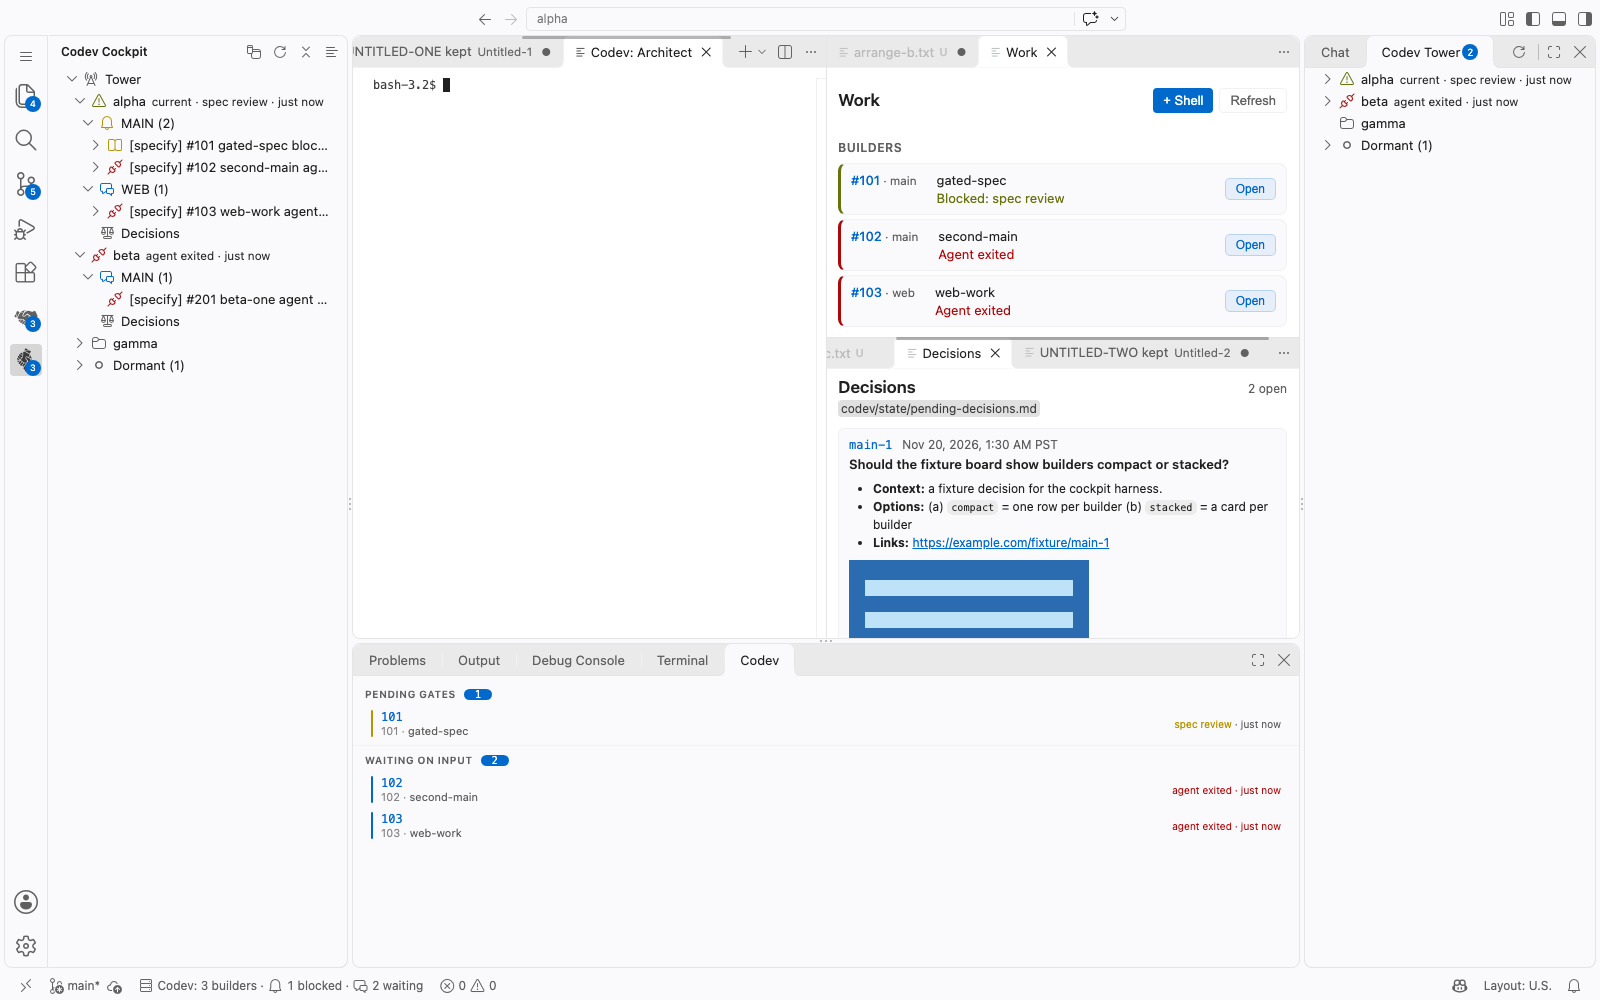 alpha
Codev Cockpit
Tower
alpha current · spec review · just now
MAIN (2)
[specify] #101 gated-spec bloc...
[specify] #102 second-main ag...
WEB (1)
[specify] #103 web-work agent...
Decisions
beta agent exited · just now
MAIN (1)
[specify] #201 beta-one agent ...
Decisions
gamma
Dormant (1)
4
5
3
3
NTITLED-ONE kept Untitled-1
Codev: Architect
bash-3.2$
arrange-b.txt U
Work
Work
+ Shell
Refresh
BUILDERS
#101 · main gated-spec
Blocked: spec review
Open
#102 · main second-main
Agent exited
Open
#103 · web web-work
Agent exited
Open
c.txt U
Decisions
UNTITLED-TWO kept Untitled-2
Decisions
2 open
codev/state/pending-decisions.md
main-1 Nov 20, 2026, 1:30 AM PST
Should the fixture board show builders compact or stacked?
• Context: a fixture decision for the cockpit harness.
• Options: (a) compact = one row per builder (b) stacked = a card per
builder
• Links: https://example.com/fixture/main-1
Problems
Output
Debug Console
Terminal
Codev
PENDING GATES 1
101
101 · gated-spec
spec review · just now
WAITING ON INPUT 2
102
102 · second-main
agent exited · just now
103
103 · web-work
agent exited · just now
Chat
Codev Tower 2
alpha current · spec review · just now
beta agent exited · just now
gamma
Dormant (1)
main*
Codev: 3 builders · 1 blocked · 2 waiting
0 0
Layout: U.S.